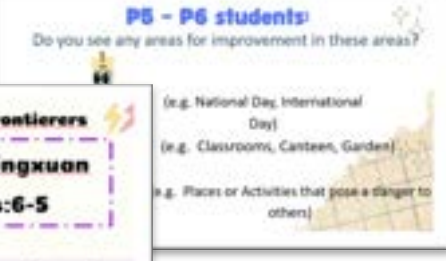 P5 - P6 students:
Do you see any areas for improvement in these areas?
(e.g. National Day, International
Day)
(e.g. Classrooms, Canteen, Garden)
e.g. Places or Activities that pose a danger to
others)
ontierers
ngxuan
:6-5